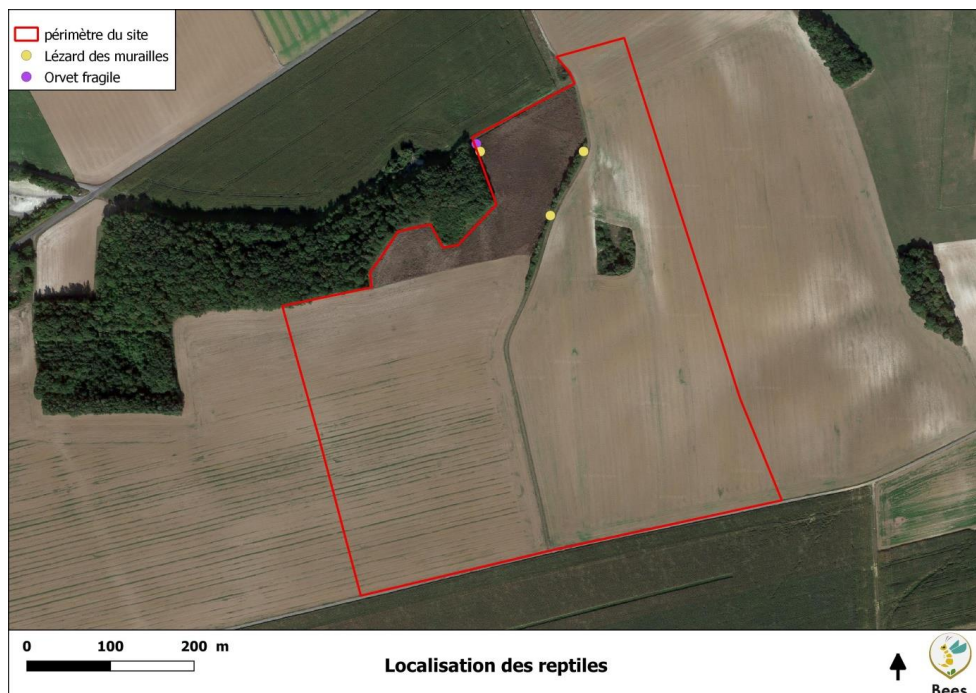 périmètre du site
Lézard des murailles
Orvet fragile
0 100 200 m
Localisation des reptiles
Bees